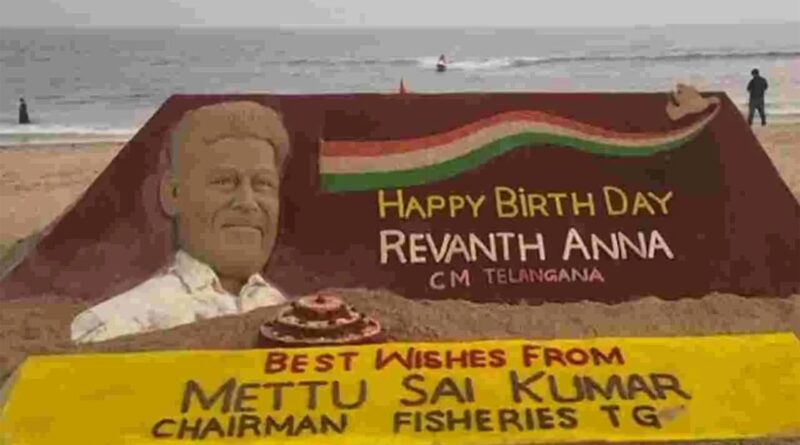 HAPPY BIRTH DAY
REVANTH ANNA
CM TELANGANA
BEST WISHES FROM
METTU SAI KUMAR
CHAIRMAN FISHERIES TG